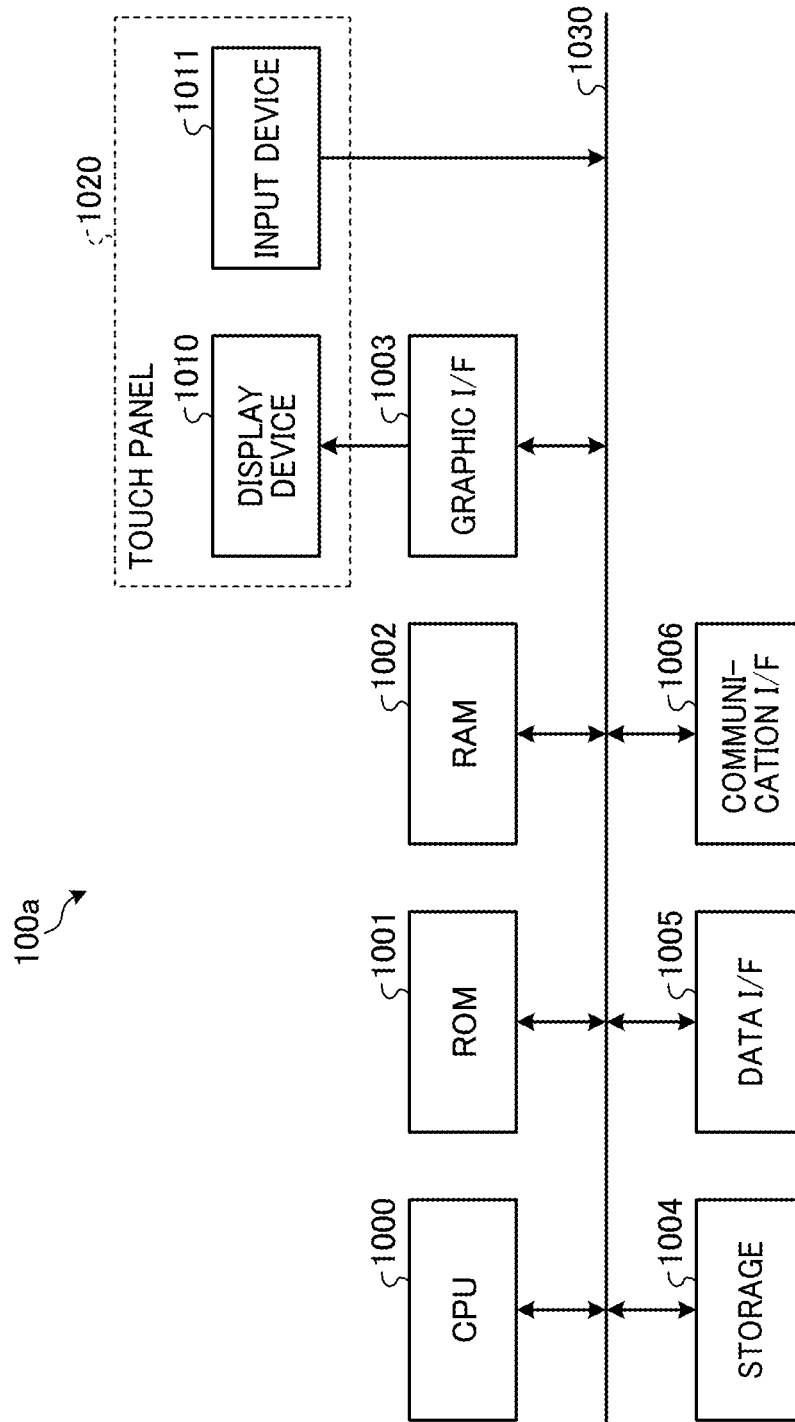 100a
1020
TOUCH PANEL
1010
DISPLAY
DEVICE
1011
INPUT DEVICE
1000
CPU
1001
ROM
1002
RAM
1003
GRAPHIC I/F
1030
1004
STORAGE
1005
DATA I/F
1006
COMMUNI-
CATION I/F